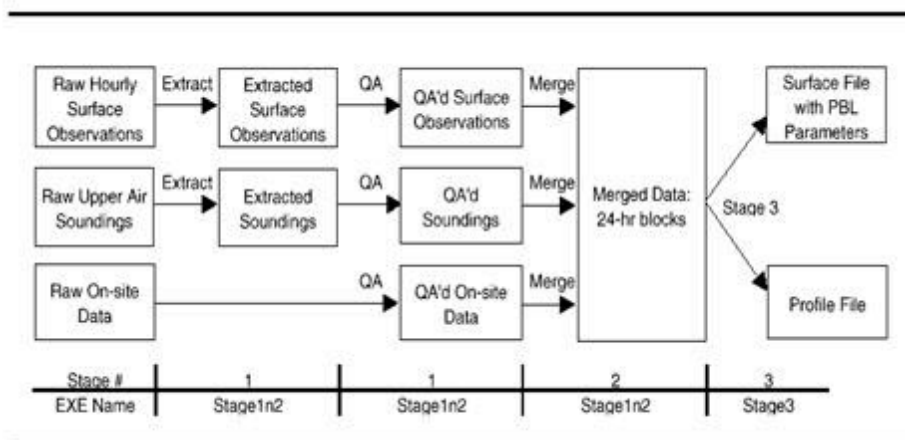 Raw Hourly
Surface
Observations
Extract
Extracted
Surface
Observations
QA
QA'd Surface
Observations
Merge
Surface File
with PBL
Parameters
Raw Upper Air
Soundings
Extract
Extracted
Soundings
QA
QA'd
Soundings
Merge
Merged Data:
24-hr blocks
Stage 3
Raw On-site
Data
QA
QA'd On-site
Data
Merge
Profile File
Stage # 1 1 2 3
EXE Name Stage1n2 Stage1n2 Stage1n2 Stage3